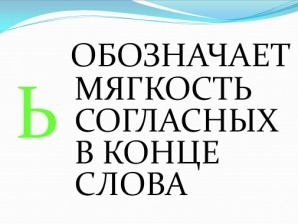 Ь
ОБОЗНАЧАЕТ
МЯГКОСТЬ
СОГЛАСНЫХ
В КОНЦЕ
СЛОВА